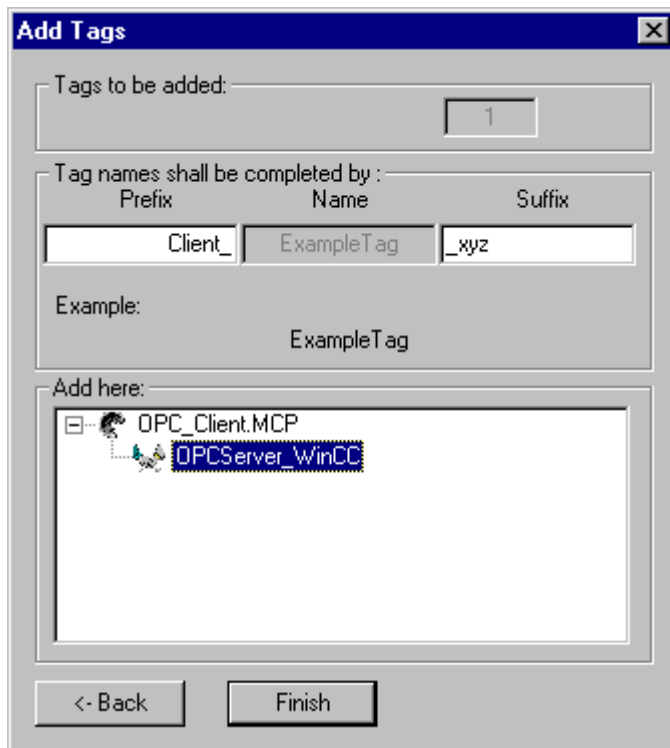 Add Tags
Tags to be added:
1
Tag names shall be completed by :
Prefix Name Suffix
Client_ ExampleTag _xyz
Example:
ExampleTag
Add here:
OPC_Client.MCP
OPCServer_WinCC
<- Back Finish